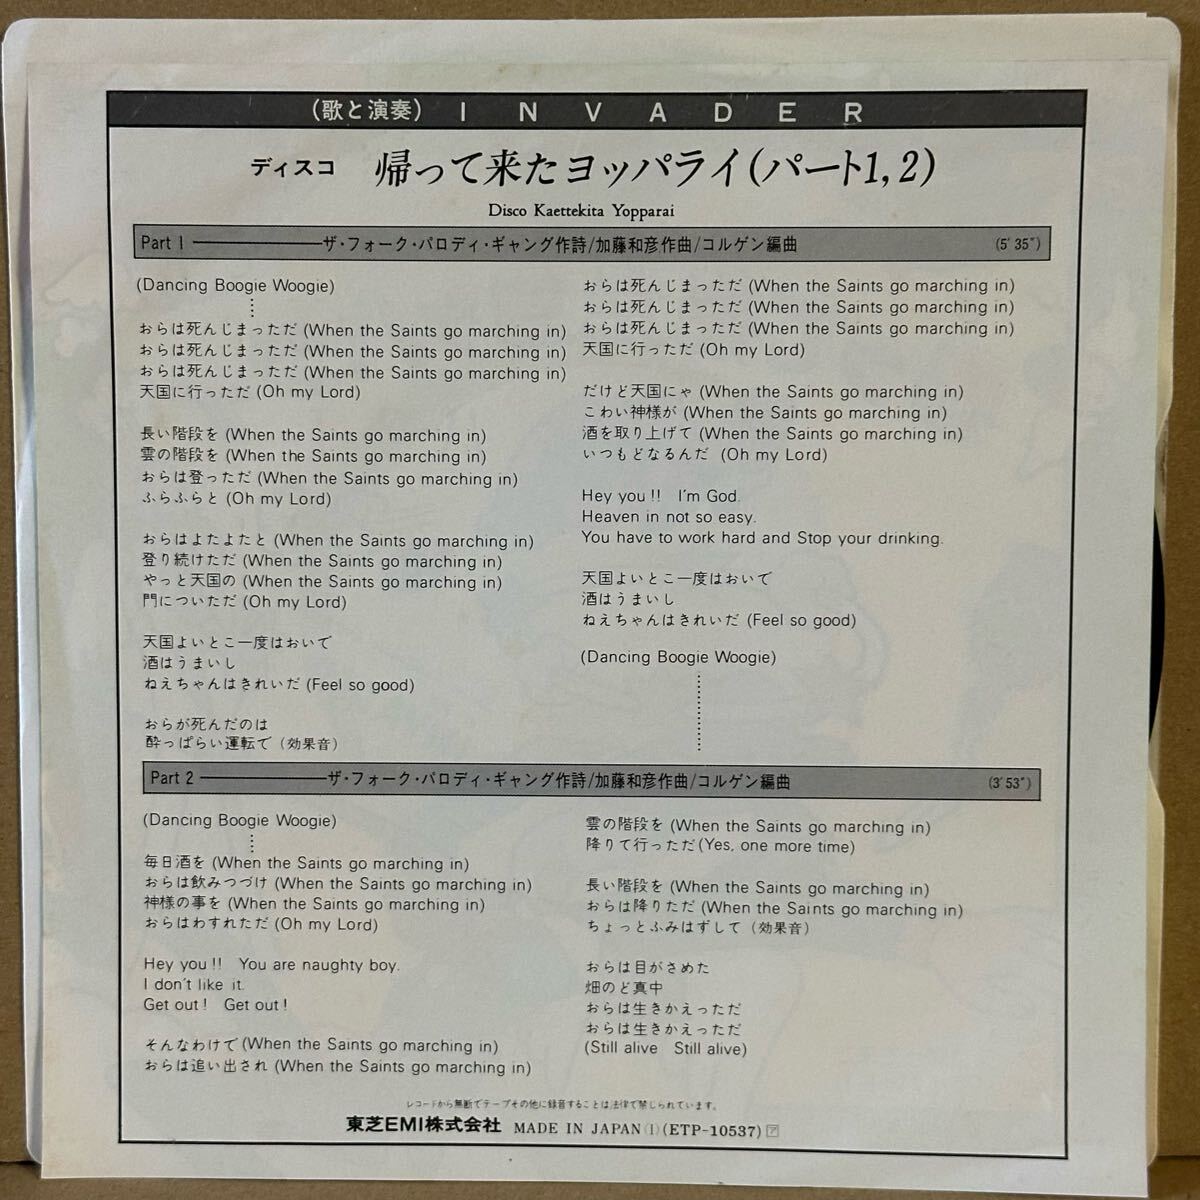 (歌と演奏) INVADER
ディスコ 帰って来たヨッパライ(パート1,2)
Disco Kaettekita Yopparai
Part 1 ザ・フォーク・パロディ・ギャング作詩/加藤和彦作曲/コルゲン編曲 (5'35")
(Dancing Boogie Woogie)
おらは死んじまっただ (When the Saints go marching in)
おらは死んじまっただ (When the Saints go marching in)
おらは死んじまっただ (When the Saints go marching in)
天国に行っただ (Oh my Lord)
長い階段を (When the Saints go marching in)
雲の階段を (When the Saints go marching in)
おらは登っただ (When the Saints go marching in)
ふらふらと (Oh my Lord)
おらはよたよたと (When the Saints go marching in)
登り続けただ (When the Saints go marching in)
やっと天国の (When the Saints go marching in)
門についただ (Oh my Lord)
天国よいとこ一度はおいで
酒はうまいし
ねえちゃんはきれいだ (Feel so good)
おらが死んだのは
酔っぱらい運転で (効果音)
おらは死んじまっただ (When the Saints go marching in)
おらは死んじまっただ (When the Saints go marching in)
おらは死んじまっただ (When the Saints go marching in)
天国に行っただ (Oh my Lord)
だけど天国にゃ (When the Saints go marching in)
こわい神様が (When the Saints go marching in)
酒を取り上げて (When the Saints go marching in)
いつもどなるんだ (Oh my Lord)
Hey you!! I'm God.
Heaven in not so easy.
You have to work hard and Stop your drinking.
天国よいとこ一度はおいで
酒はうまいし
ねえちゃんはきれいだ (Feel so good)
(Dancing Boogie Woogie)
Part 2 ザ・フォーク・パロディ・ギャング作詩/加藤和彦作曲/コルゲン編曲 (3'53")
(Dancing Boogie Woogie)
毎日酒を (When the Saints go marching in)
おらは飲みつづけ (When the Saints go marching in)
神様の事を (When the Saints go marching in)
おらはわすれただ (Oh my Lord)
Hey you!! You are naughty boy.
I don't like it.
Get out! Get out!
そんなわけで (When the Saints go marching in)
おらは追い出され (When the Saints go marching in)
雲の階段を (When the Saints go marching in)
降りて行っただ (Yes, one more time)
長い階段を (When the Saints go marching in)
おらは降りただ (When the Saints go marching in)
ちょっとふみはずして (効果音)
おらは目がさめた
畑のど真中
おらは生きかえっただ
おらは生きかえっただ
(Still alive Still alive)
レコードから無断でテープその他に録音することは法律で禁じられています。
東芝EMI株式会社 MADE IN JAPAN (I) (ETP-10537) ア